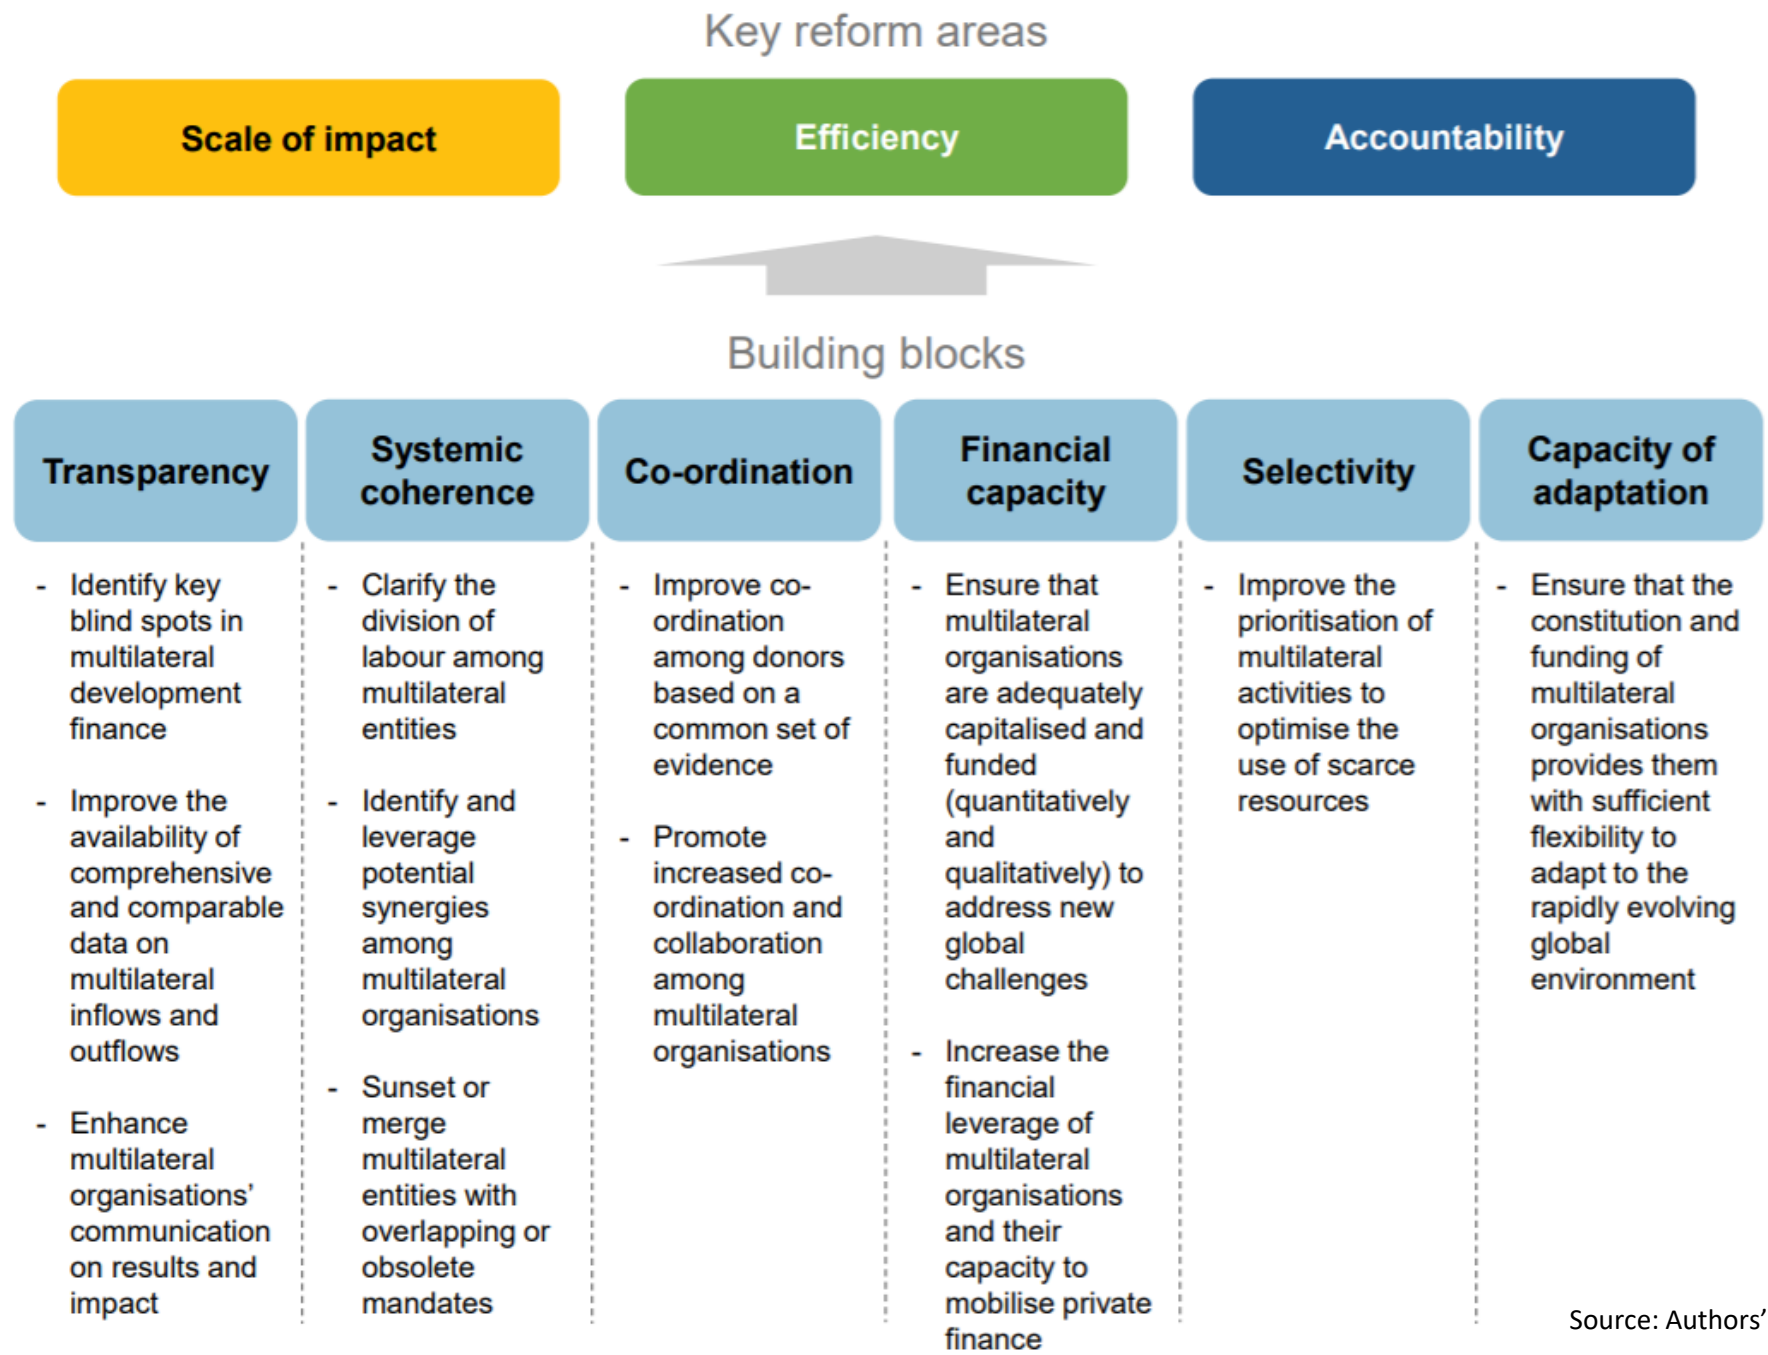 Key reform areas
Scale of impact
Efficiency
Accountability
Building blocks
Transparency
Systemic
coherence
Co-ordination
Financial
capacity
Selectivity
Capacity of
adaptation
- Identify key
blind spots in
multilateral
development
finance
- Improve the
availability of
comprehensive
and comparable
data on
multilateral
inflows and
outflows
- Enhance
multilateral
organisations’
communication
on results and
impact
- Clarify the
division of
labour among
multilateral
entities
- Identify and
leverage
potential
synergies
among
multilateral
organisations
- Sunset or
merge
multilateral
entities with
overlapping or
obsolete
mandates
- Improve co-
ordination
among donors
based on a
common set of
evidence
- Promote
increased co-
ordination and
collaboration
among
multilateral
organisations
- Ensure that
multilateral
organisations
are adequately
capitalised and
funded
(quantitatively
and
qualitatively) to
address new
global
challenges
- Increase the
financial
leverage of
multilateral
organisations
and their
capacity to
mobilise private
finance
- Improve the
prioritisation of
multilateral
activities to
optimise the
use of scarce
resources
- Ensure that the
constitution and
funding of
multilateral
organisations
provides them
with sufficient
flexibility to
adapt to the
rapidly evolving
global
environment
Source: Authors’